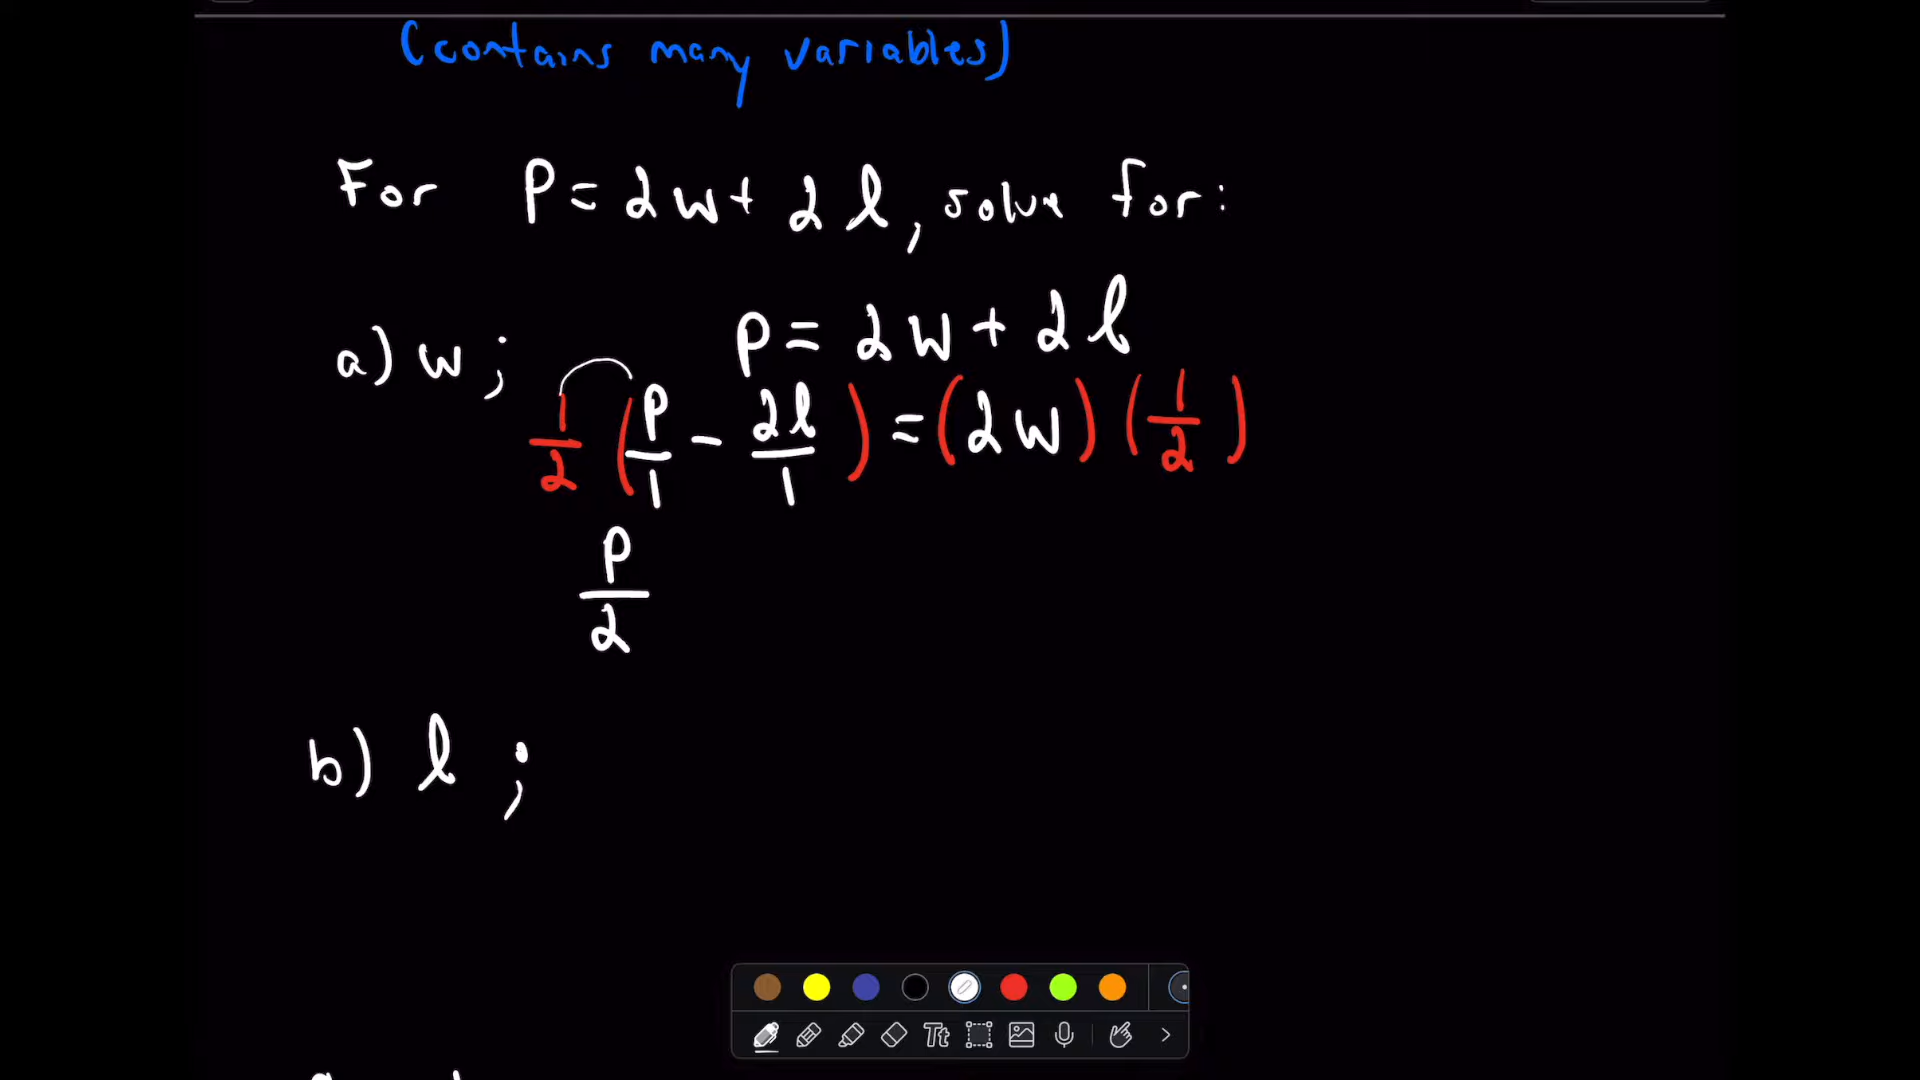 (contains many variables)
For P = 2w + 2l, solve for:
a) w ; P = 2w + 2l
1/2 (P/1 - 2l/1) = (2w) (1/2)
P/2
b) l ;
Tt